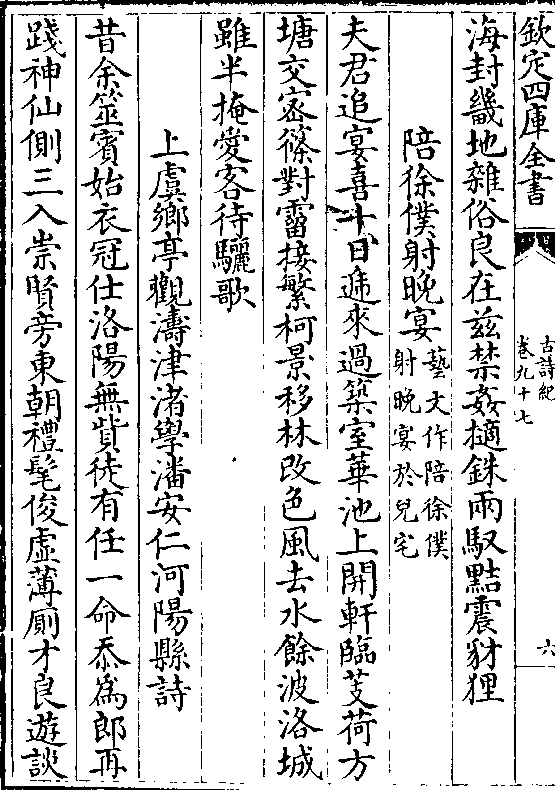 欽定四庫全書
古詩紀
卷九十七
六
海封畿地雜俗良在兹禁姦擿銖兩馭黠震豺狸
陪徐僕射晚宴藝文作陪徐僕
射晚宴於兒宅
夫君追宴喜十日遞來過築室華池上開軒臨芰荷方
塘交密篠對霤接繁柯景移林改色風去水餘波洛城
雖半掩愛客待驪歌
上虞鄉亭觀濤津渚學潘安仁河陽縣詩
昔余筮賓始衣冠仕洛陽無貲徒有任一命忝為郎再
踐神仙側三入崇賢旁東朝禮髦俊虛薄厠才良遊談